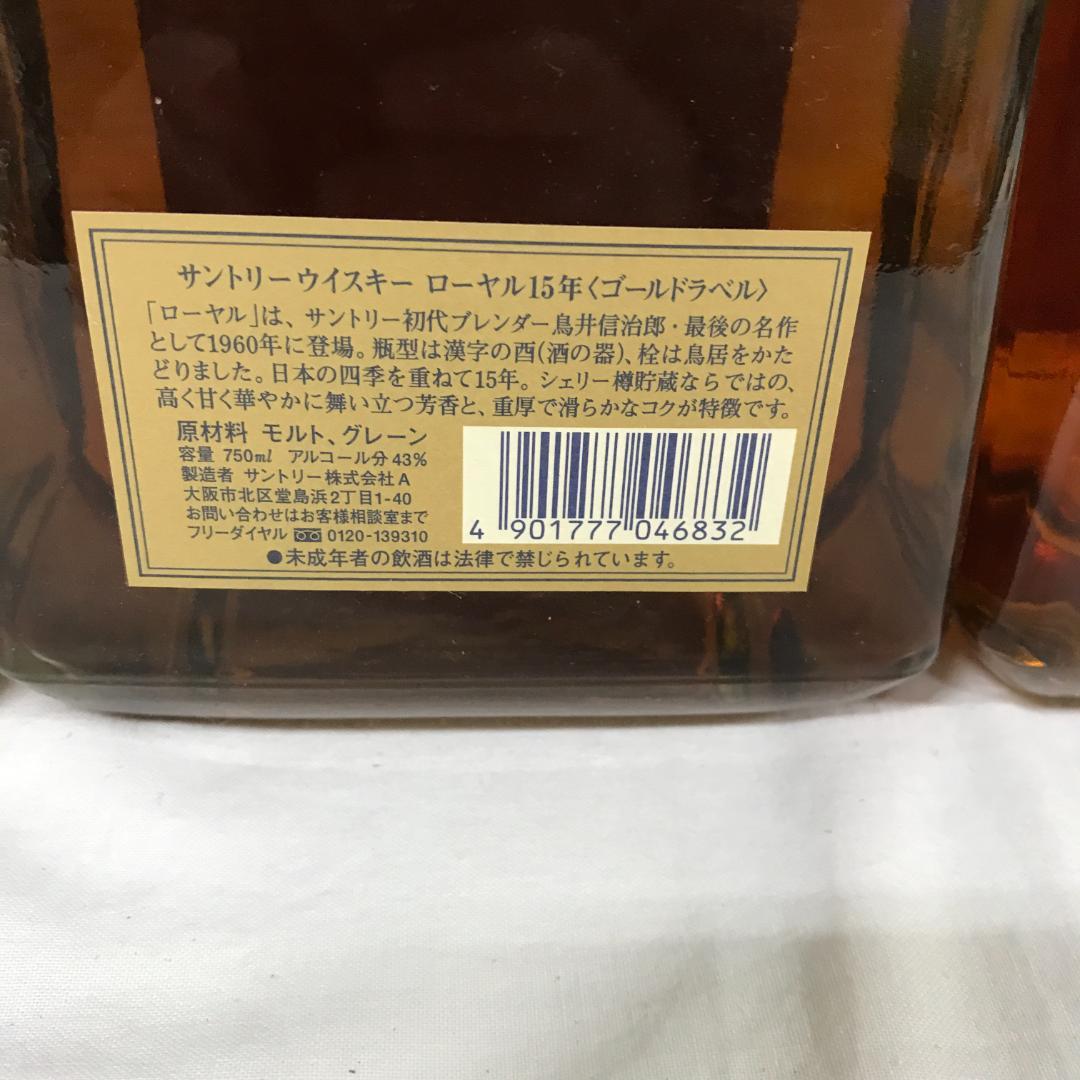 サントリーウイスキー ローヤル15年〈ゴールドラベル〉
「ローヤル」は、サントリー初代ブレンダー鳥井信治郎・最後の名作
として1960年に登場。瓶型は漢字の酉(酒の器)、栓は鳥居をかた
どりました。日本の四季を重ねて15年。シェリー樽貯蔵ならではの、
高く甘く華やかに舞い立つ芳香と、重厚で滑らかなコクが特徴です。
原材料 モルト、グレーン
容量 750ml アルコール分43%
製造者 サントリー株式会社A
大阪市北区堂島浜2丁目1-40
お問い合わせはお客様相談室まで
フリーダイヤル 0120-139310
4 901777 046832
●未成年者の飲酒は法律で禁じられています。